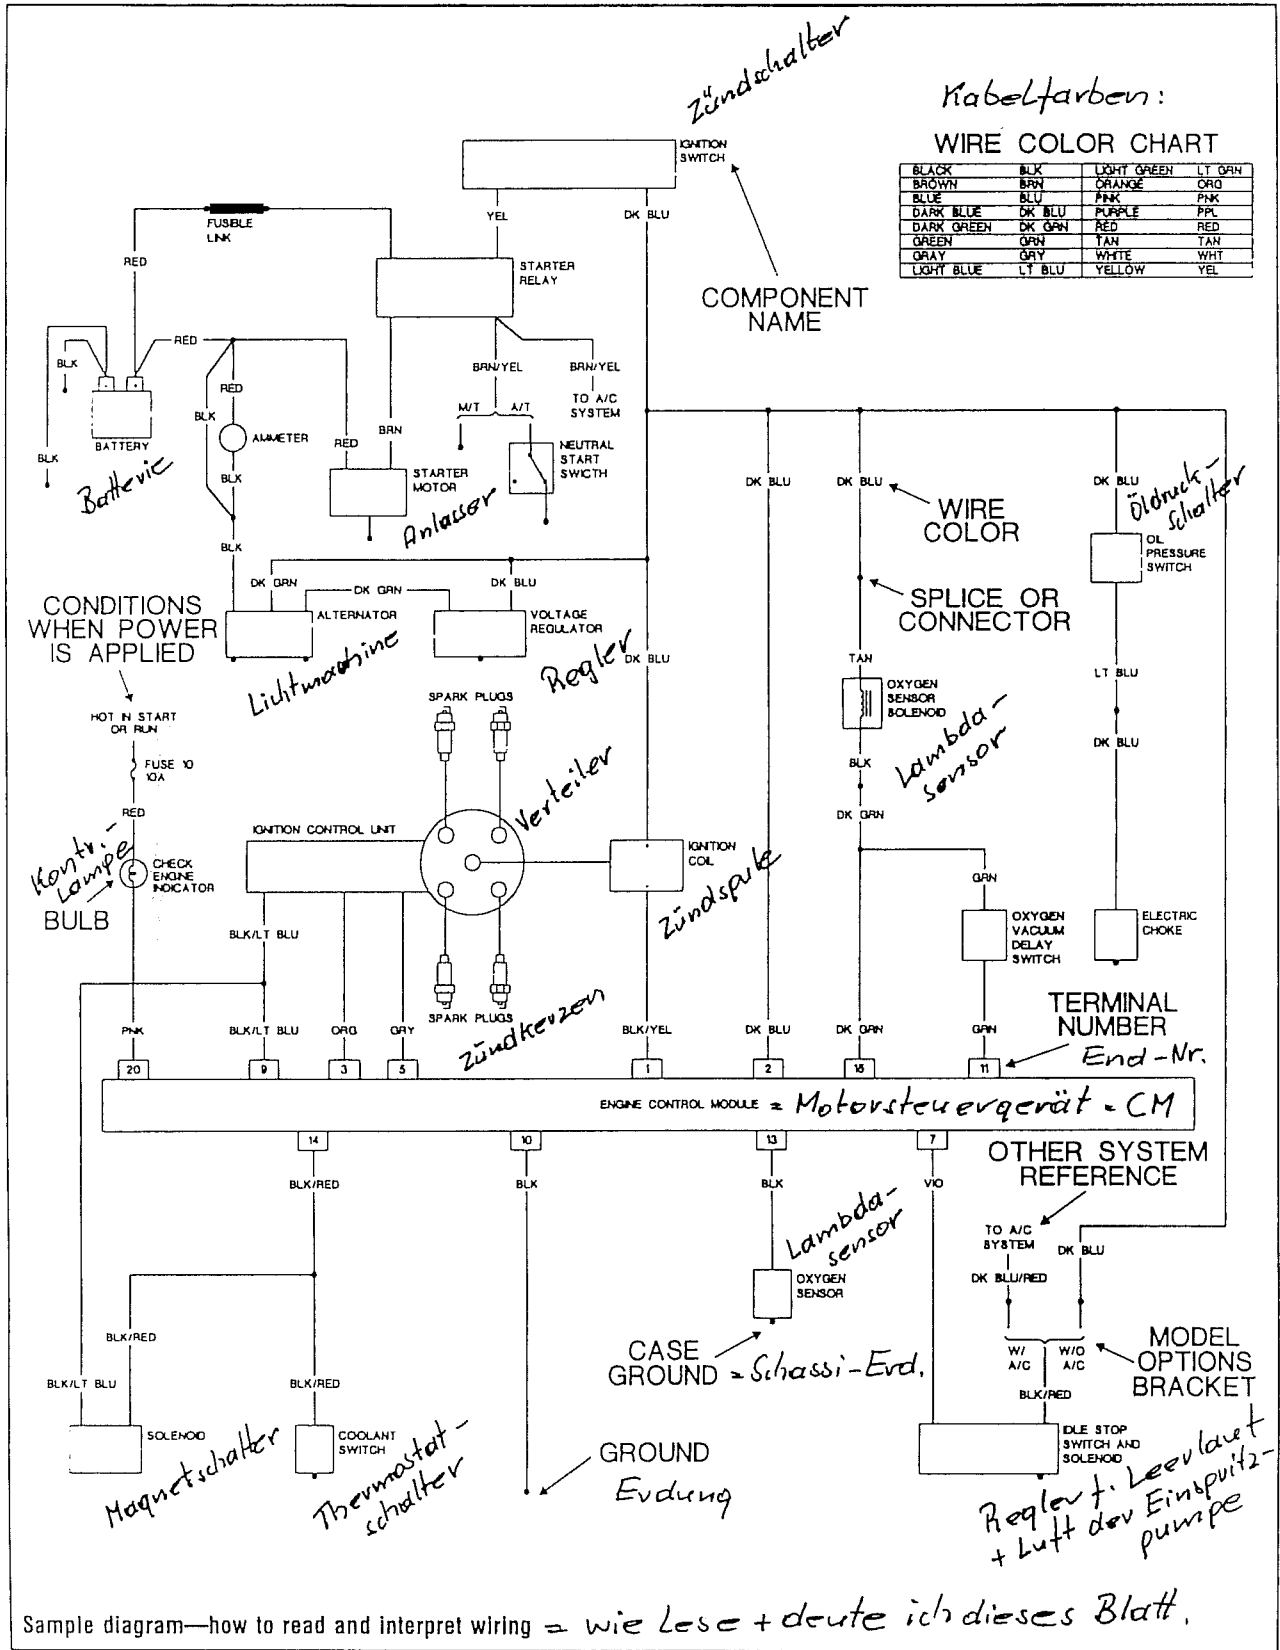 Zündschalter
Kabelfarben:
WIRE COLOR CHART
BLACK BLK LIGHT GREEN LT GRN
BROWN BRN ORANGE ORG
BLUE BLU PINK PNK
DARK BLUE DK BLU PURPLE PPL
DARK GREEN DK GRN RED RED
GREEN GRN TAN TAN
GRAY GRY WHITE WHT
LIGHT BLUE LT BLU YELLOW YEL
IGNITION
SWITCH
YEL
DK BLU
FUSIBLE
LINK
RED
STARTER
RELAY
COMPONENT
NAME
RED
BLK
RED
BRN/YEL
BRN/YEL
TO A/C
SYSTEM
M/T
A/T
BLK
AMMETER
BRN
RED
BATTERY
BLK
Batterie
BLK
STARTER
MOTOR
Anlasser
NEUTRAL
START
SWICTH
DK BLU
DK BLU
DK BLU
WIRE
COLOR
Öldruck-
schalter
OIL
PRESSURE
SWITCH
BLK
DK GRN
DK GRN
DK BLU
CONDITIONS
WHEN POWER
IS APPLIED
ALTERNATOR
Lichtmaschine
VOLTAGE
REGULATOR
Regler
DK BLU
SPLICE OR
CONNECTOR
TAN
LT BLU
HOT IN START
OR RUN
SPARK PLUGS
OXYGEN
SENSOR
SOLENOID
Lambda-
sensor
DK BLU
FUSE 10
10A
BLK
RED
Verteiler
DK GRN
IGNITION CONTROL UNIT
IGNITION
COIL
Zündspule
Kontr.-
Lampe
BULB
CHECK
ENGINE
INDICATOR
GRN
BLK/LT BLU
OXYGEN
VACUUM
DELAY
SWITCH
ELECTRIC
CHOKE
SPARK PLUGS
Zündkerzen
TERMINAL
NUMBER
End-Nr.
PNK
BLK/LT BLU
ORG
GRY
BLK/YEL
DK BLU
DK GRN
GRN
20
9
3
5
1
2
15
11
ENGINE CONTROL MODULE = Motorsteuergerät = CM
14
10
13
7
OTHER SYSTEM
REFERENCE
BLK/RED
BLK
BLK
VIO
Lambda-
sensor
OXYGEN
SENSOR
TO A/C
SYSTEM
DK BLU
DK BLU/RED
BLK/RED
CASE
GROUND = Schassi-Erd.
W/
A/C
W/O
A/C
MODEL
OPTIONS
BRACKET
BLK/LT BLU
BLK/RED
BLK/RED
SOLENOID
Magnetschalter
COOLANT
SWITCH
Thermostat-
schalter
GROUND
Erdung
IDLE STOP
SWITCH AND
SOLENOID
Regler f. Leerlauf
+ Luft der Einspritz-
pumpe
Sample diagram—how to read and interpret wiring = wie Lese + deute ich dieses Blatt.